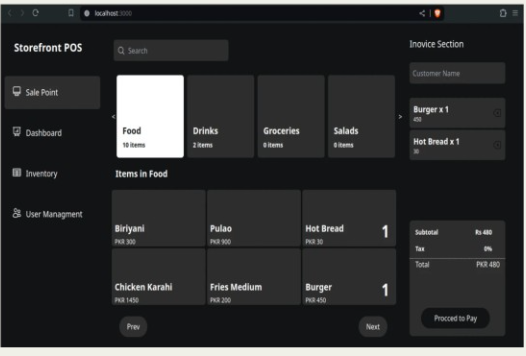 localhost:3000
Storefront POS
Sale Point
Dashboard
Inventory
User Managment
Search
Food
10 items
Drinks
2 items
Groceries
0 items
Salads
0 items
Items in Food
Biriyani
PKR 300
Pulao
PKR 900
Hot Bread
PKR 30
1
Chicken Karahi
PKR 1450
Fries Medium
PKR 200
Burger
PKR 450
1
Prev
Next
Inovice Section
Customer Name
Burger x 1
450
Hot Bread x 1
30
Subtotal Rs 480
Tax 0%
Total PKR 480
Procced to Pay